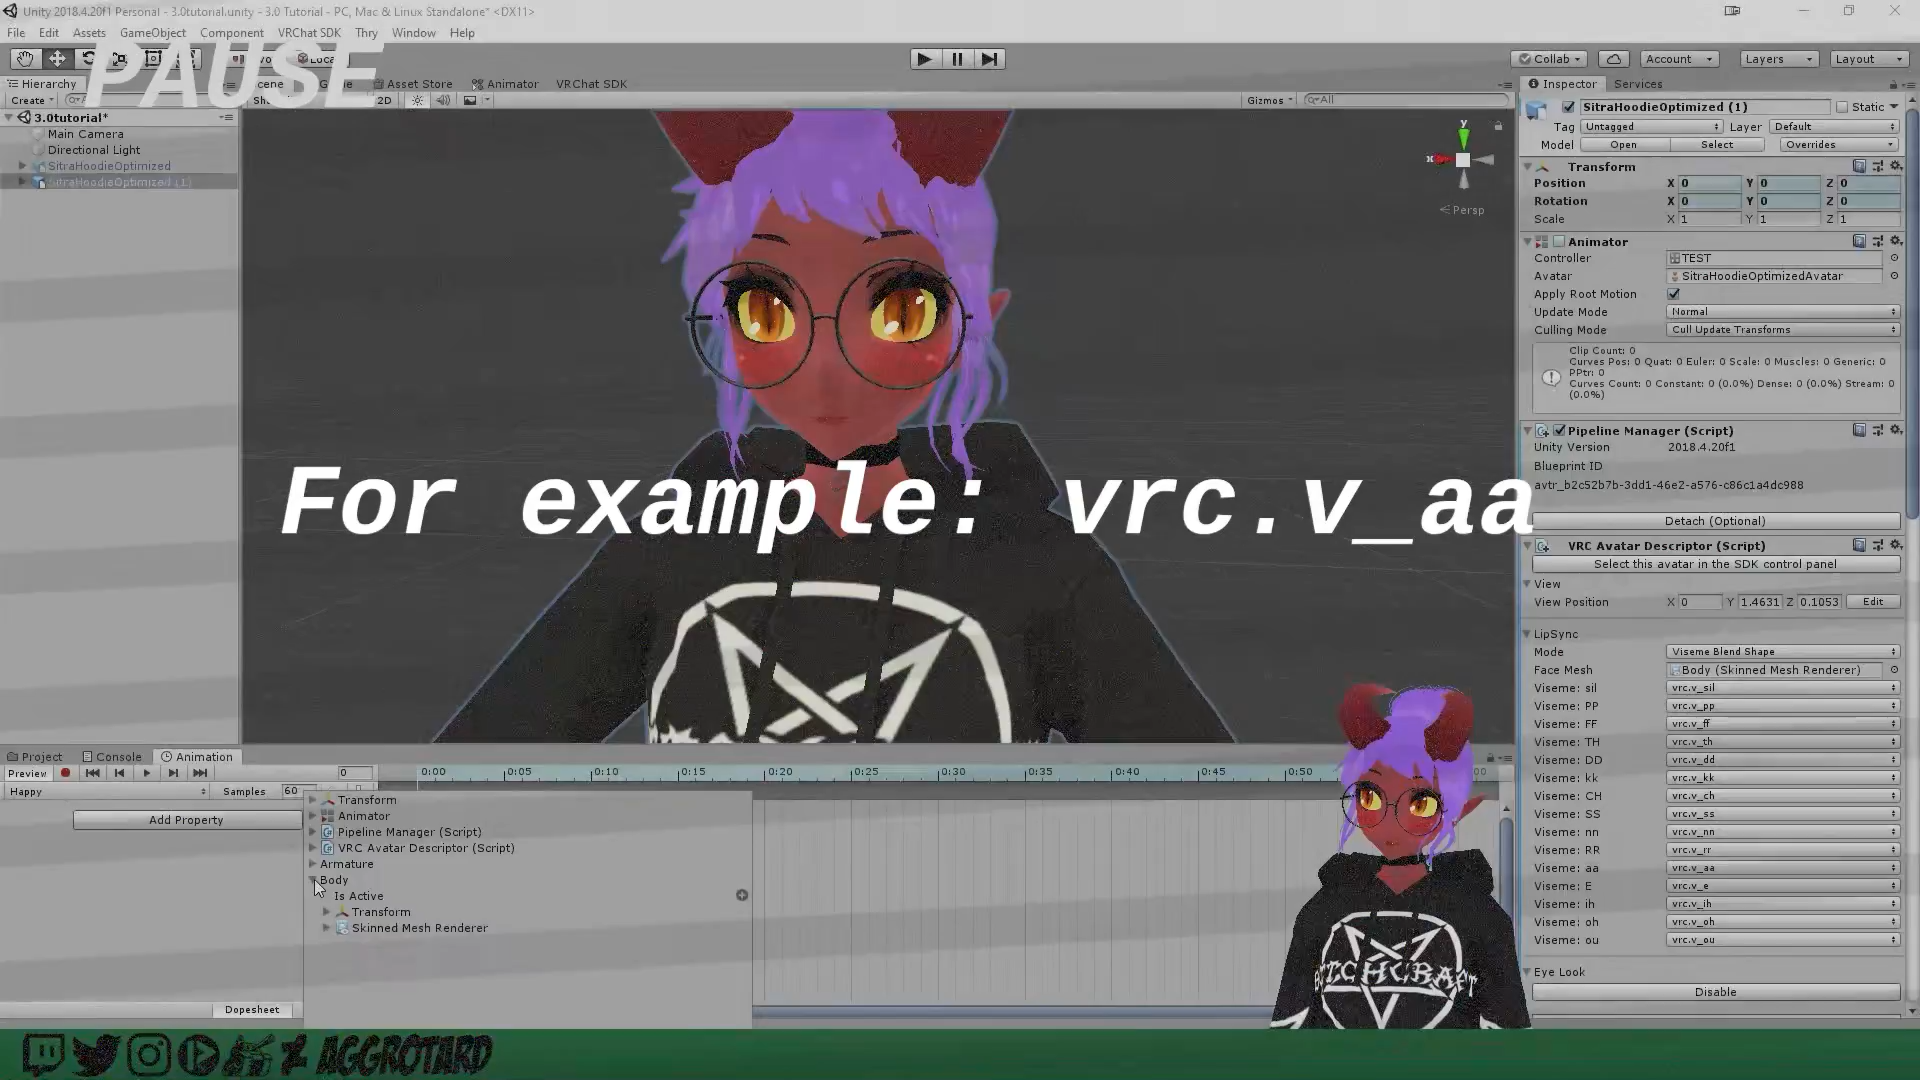 Unity 2018.4.20f1 Personal - 3.0tutorial.unity - 3.0 Tutorial - PC, Mac & Linux Standalone* <DX11>
File Edit Assets GameObject Component VRChat SDK Thry Window Help
PAUSE
Collab Account Layers Layout
Hierarchy Asset Store Animator VRChat SDK Inspector Services
Create 2D Gizmos All
3.0tutorial*
Main Camera
Directional Light
SitraHoodieOptimized
SitraHoodieOptimized (1)
y
x
Persp
For example: vrc.v_aa
SitraHoodieOptimized (1) Static
Tag Untagged Layer Default
Model Open Select Overrides
Transform
Position X 0 Y 0 Z 0
Rotation X 0 Y 0 Z 0
Scale X 1 Y 1 Z 1
Animator
Controller TEST
Avatar SitraHoodieOptimizedAvatar
Apply Root Motion
Update Mode Normal
Culling Mode Cull Update Transforms
Clip Count: 0
Curves Pos: 0 Quat: 0 Euler: 0 Scale: 0 Muscles: 0 Generic: 0
PPtr: 0
Curves Count: 0 Constant: 0 (0.0%) Dense: 0 (0.0%) Stream: 0
(0.0%)
Pipeline Manager (Script)
Unity Version 2018.4.20f1
Blueprint ID
avtr_b2c52b7b-3dd1-46e2-a576-c86c1a4dc988
Detach (Optional)
VRC Avatar Descriptor (Script)
Select this avatar in the SDK control panel
View
View Position X 0 Y 1.4631 Z 0.1053 Edit
LipSync
Mode Viseme Blend Shape
Face Mesh Body (Skinned Mesh Renderer)
Viseme: sil vrc.v_sil
Viseme: PP vrc.v_pp
Viseme: FF vrc.v_ff
Viseme: TH vrc.v_th
Viseme: DD vrc.v_dd
Viseme: kk vrc.v_kk
Viseme: CH vrc.v_ch
Viseme: SS vrc.v_ss
Viseme: nn vrc.v_nn
Viseme: RR vrc.v_rr
Viseme: aa vrc.v_aa
Viseme: E vrc.v_e
Viseme: ih vrc.v_ih
Viseme: oh vrc.v_oh
Viseme: ou vrc.v_ou
Eye Look
Disable
Project Console Animation
Preview 0 0:00 0:05 0:10 0:15 0:20 0:25 0:30 0:35 0:40 0:45 0:50
Happy Samples 60
Add Property
Transform
Animator
Pipeline Manager (Script)
VRC Avatar Descriptor (Script)
Armature
Body
Is Active
Transform
Skinned Mesh Renderer
Dopesheet
AGGROTARD